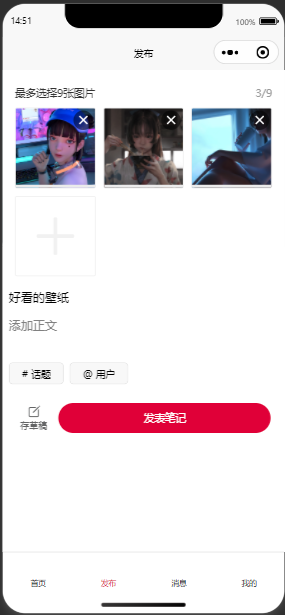 14:51
100%
发布
最多选择9张图片
3/9
好看的壁纸
添加正文
# 话题
@ 用户
存草稿
发表笔记
首页
发布
消息
我的